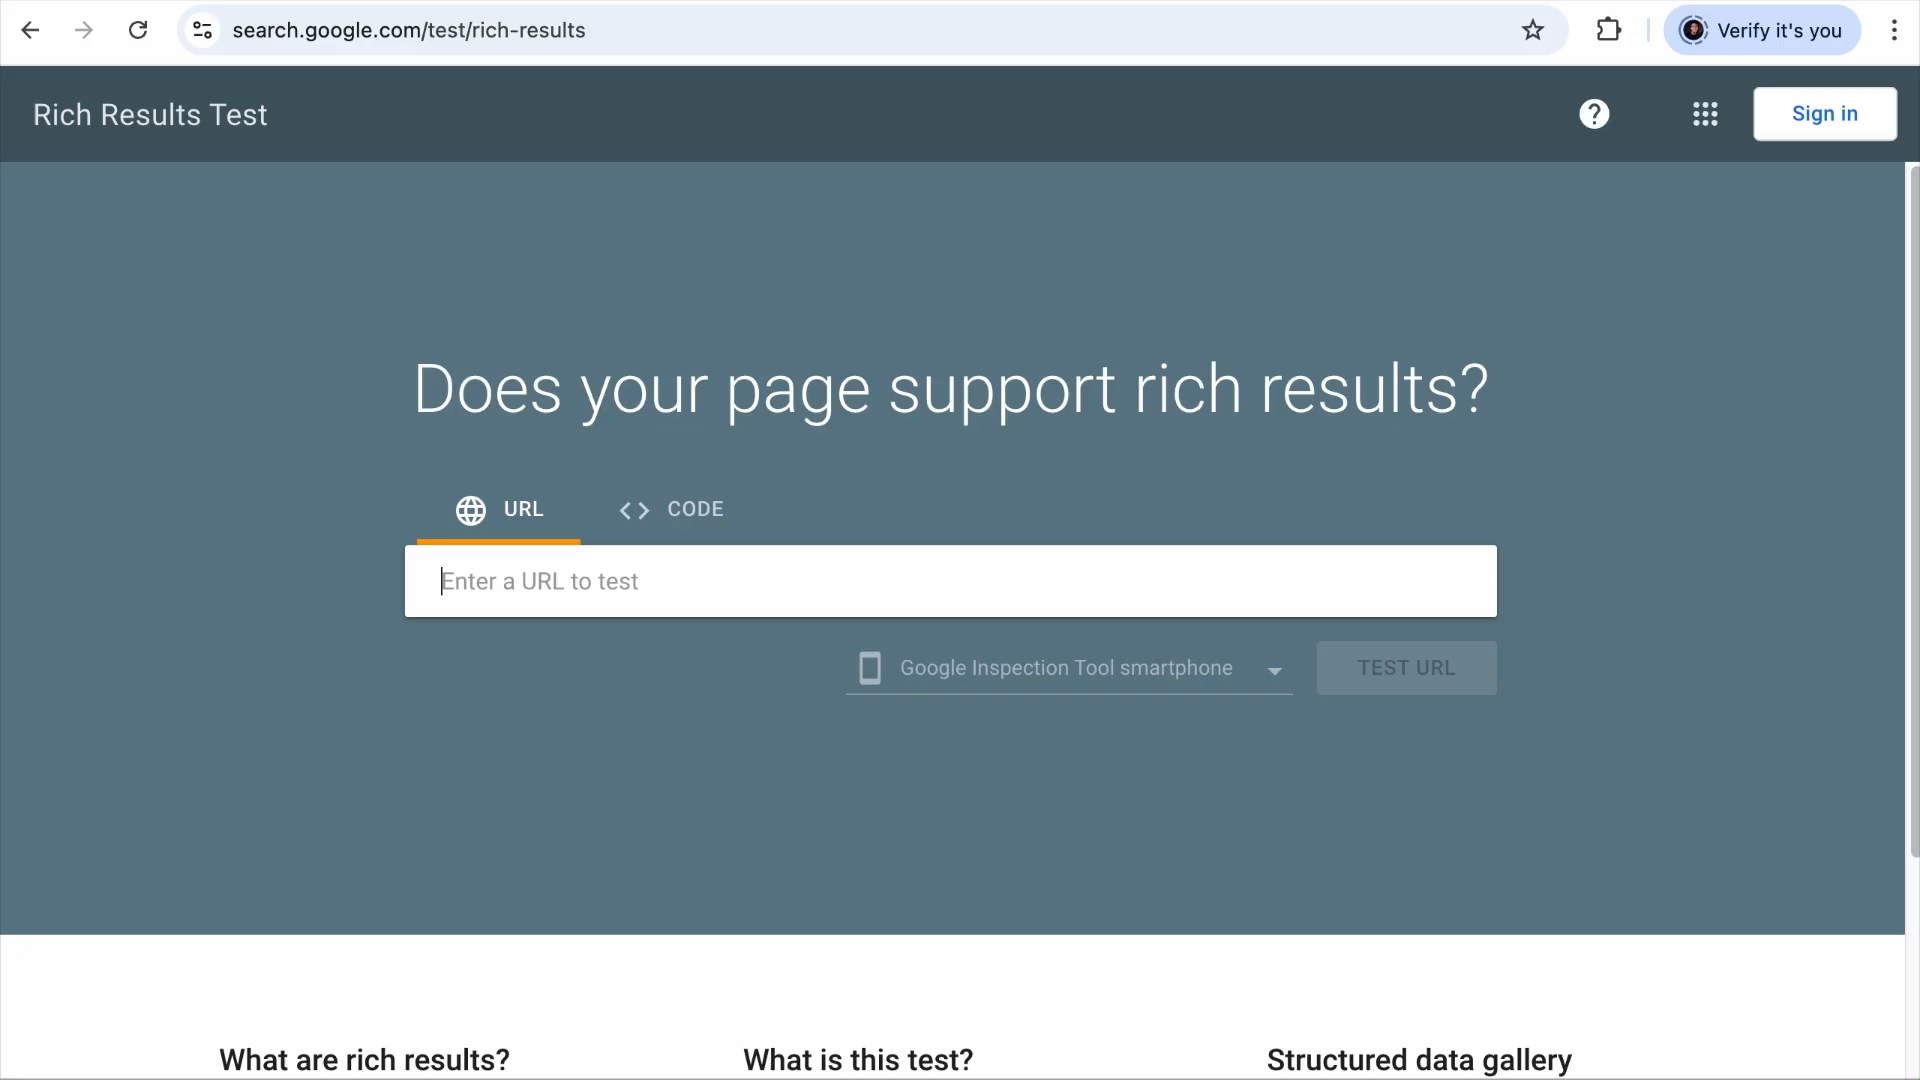 search.google.com/test/rich-results
Verify it's you
Rich Results Test
Sign in
Does your page support rich results?
URL
CODE
Enter a URL to test
Google Inspection Tool smartphone
TEST URL
What are rich results?
What is this test?
Structured data gallery